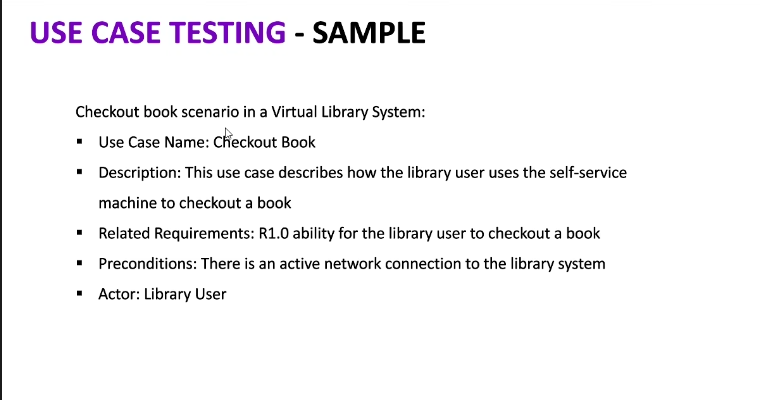 USE CASE TESTING - SAMPLE
Checkout book scenario in a Virtual Library System:
▪ Use Case Name: Checkout Book
▪ Description: This use case describes how the library user uses the self-service
machine to checkout a book
▪ Related Requirements: R1.0 ability for the library user to checkout a book
▪ Preconditions: There is an active network connection to the library system
▪ Actor: Library User